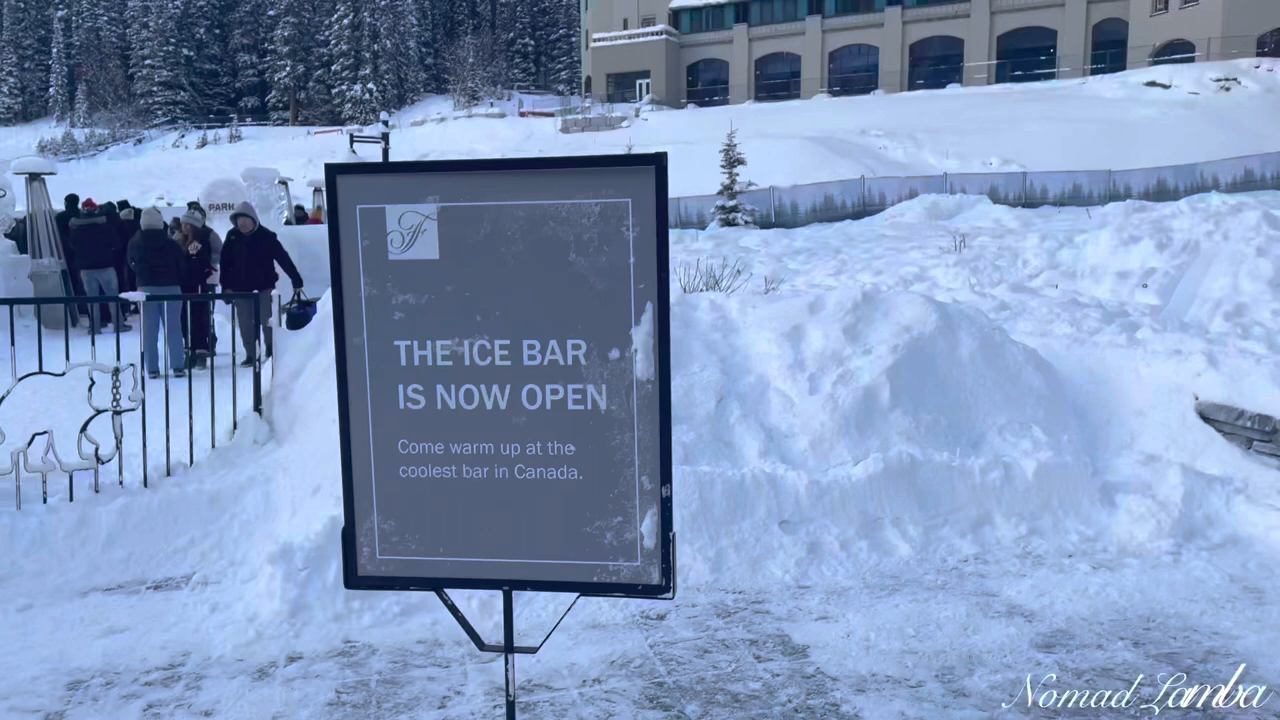 PARK
THE ICE BAR
IS NOW OPEN
Come warm up at the
coolest bar in Canada.
Nomad Lamba